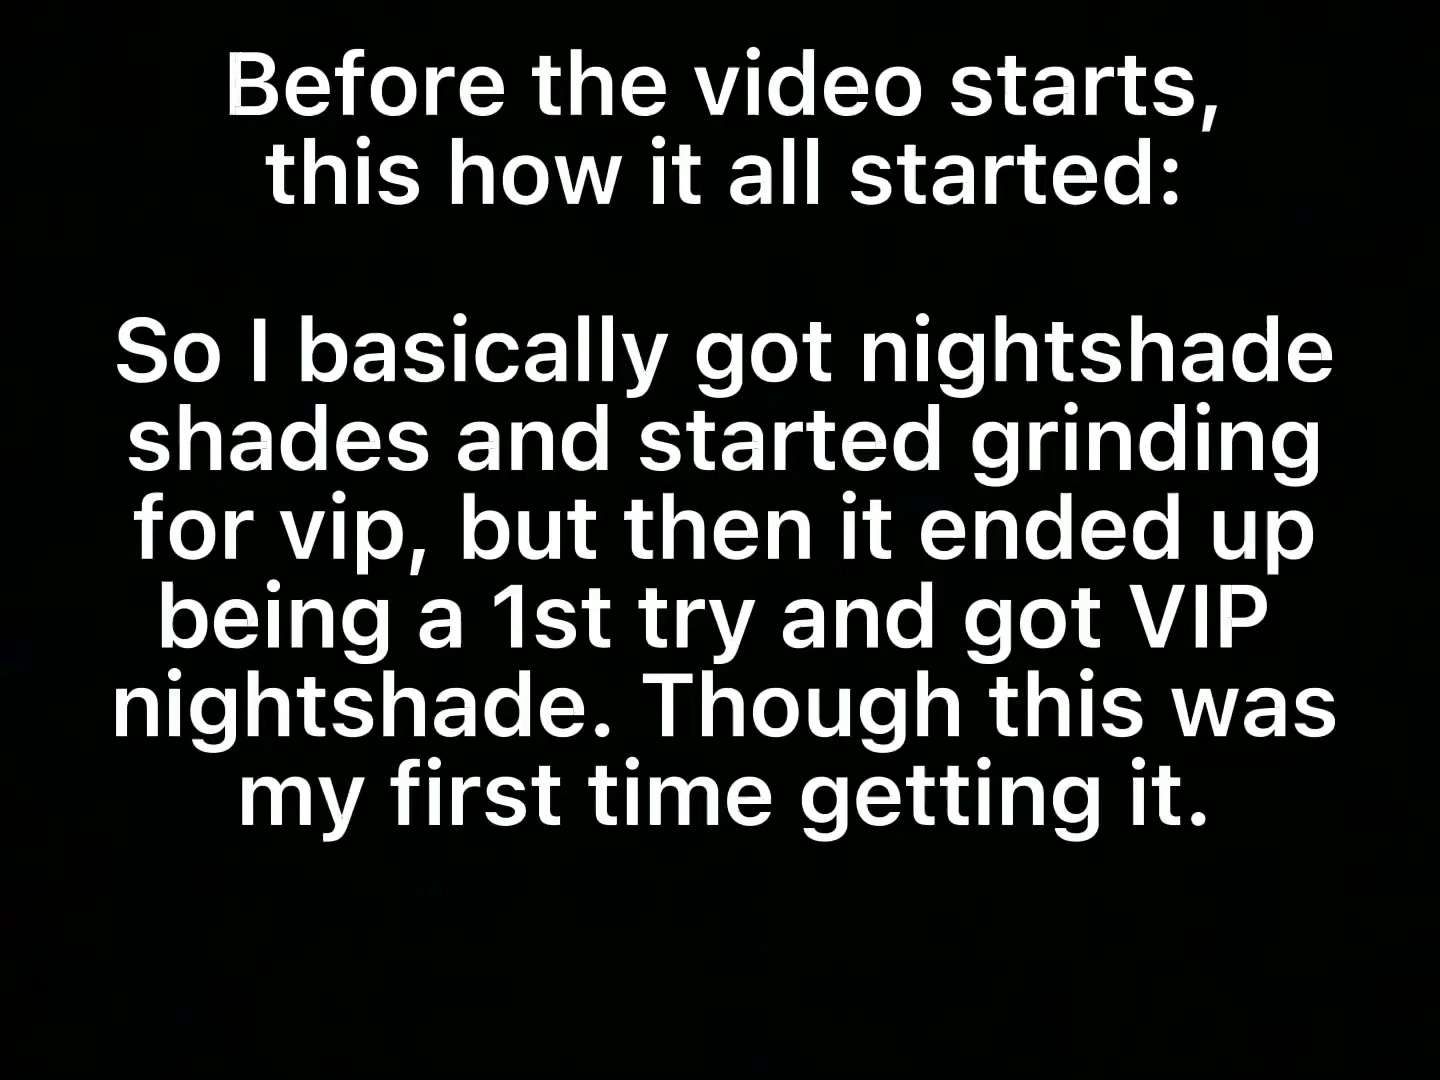 Before the video starts,
this how it all started:
So I basically got nightshade
shades and started grinding
for vip, but then it ended up
being a 1st try and got VIP
nightshade. Though this was
my first time getting it.